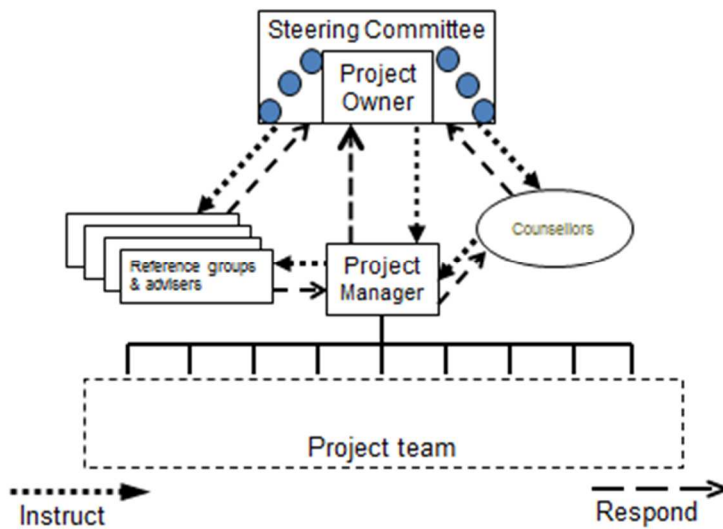 Steering Committee
Project
Owner
Counsellors
Reference groups
& advisers
Project
Manager
Project team
Instruct
Respond